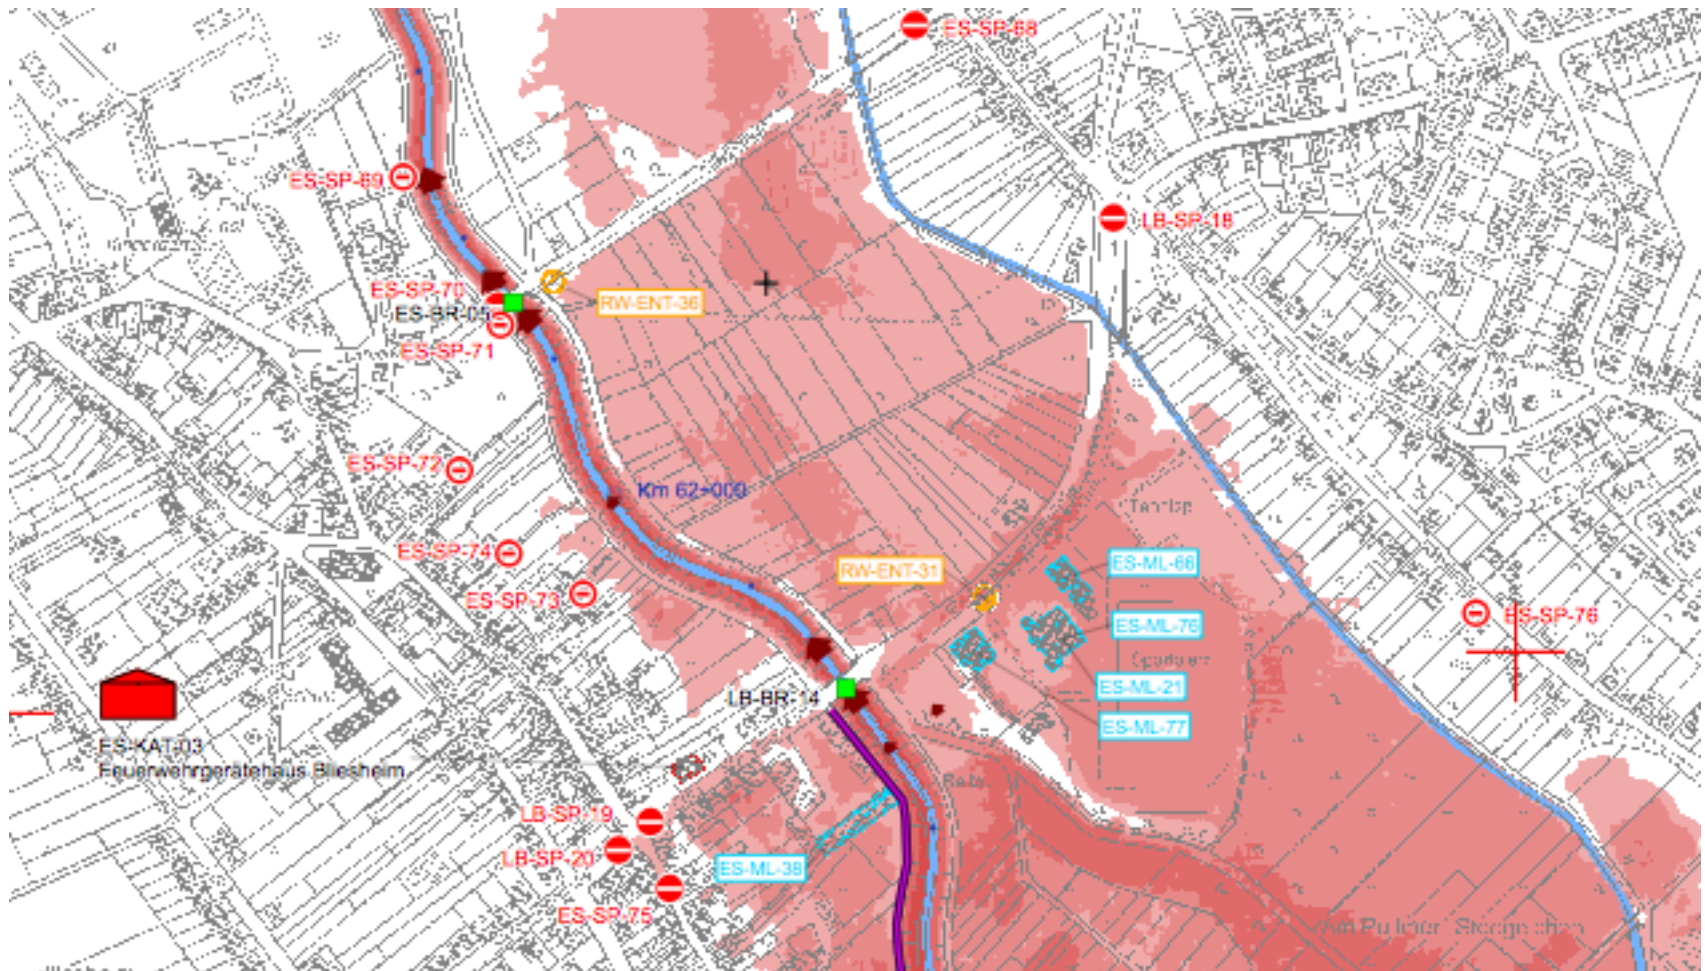 ES-SP-68
ES-SP-69
LB-SP-18
ES-SP-70
RW-ENT-36
ES-BR-05
ES-SP-71
ES-SP-72
Km 62+000
ES-SP-74
RW-ENT-31
ES-ML-66
ES-SP-73
ES-SP-76
ES-ML-76
ES-ML-21
LB-BR-14
ES-ML-77
ES-KAT-03
Feuerwehrgerätehaus Bliesheim
LB-SP-19
LB-SP-20
ES-ML-38
ES-SP-75